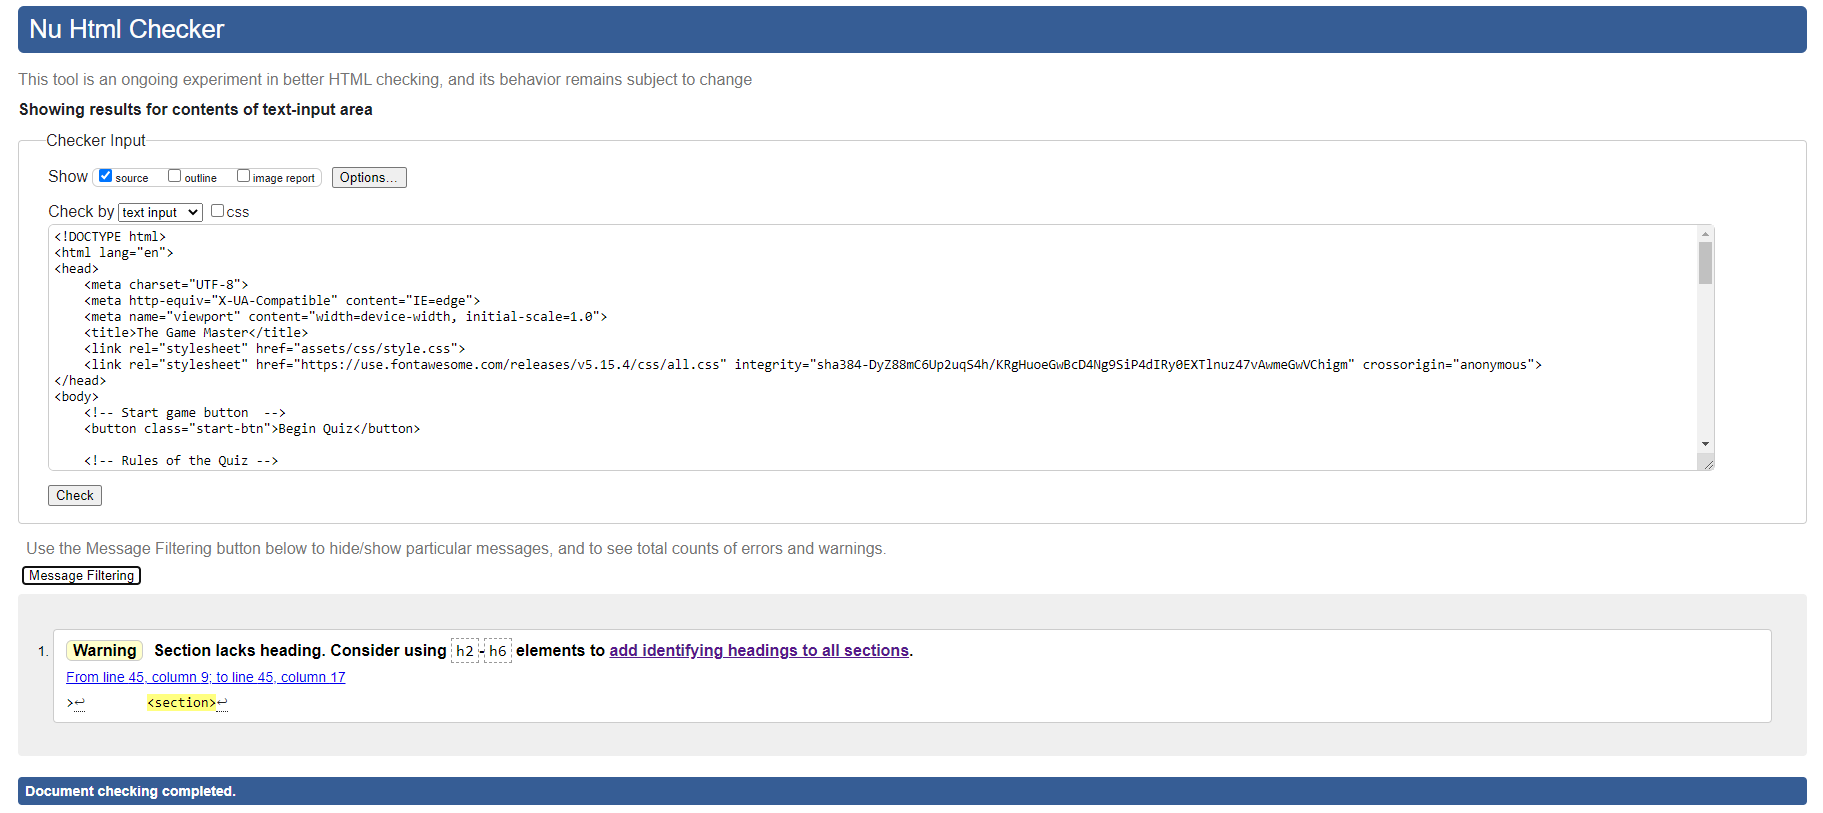 Nu Html Checker
This tool is an ongoing experiment in better HTML checking, and its behavior remains subject to change
Showing results for contents of text-input area
Checker Input
Show source outline image report Options...
Check by text input css
<!DOCTYPE html>
<html lang="en">
<head>
    <meta charset="UTF-8">
    <meta http-equiv="X-UA-Compatible" content="IE=edge">
    <meta name="viewport" content="width=device-width, initial-scale=1.0">
    <title>The Game Master</title>
    <link rel="stylesheet" href="assets/css/style.css">
    <link rel="stylesheet" href="https://use.fontawesome.com/releases/v5.15.4/css/all.css" integrity="sha384-DyZ88mC6Up2uqS4h/KRgHuoeGwBcD4Ng9SiP4dIRy0EXTlnuz47vAwmeGwVChigm" crossorigin="anonymous">
</head>
<body>
    <!-- Start game button  -->
    <button class="start-btn">Begin Quiz</button>
    <!-- Rules of the Quiz -->
Check
Use the Message Filtering button below to hide/show particular messages, and to see total counts of errors and warnings.
Message Filtering
1. Warning Section lacks heading. Consider using h2-h6 elements to add identifying headings to all sections.
From line 45, column 9; to line 45, column 17
>↩        <section>↩
Document checking completed.